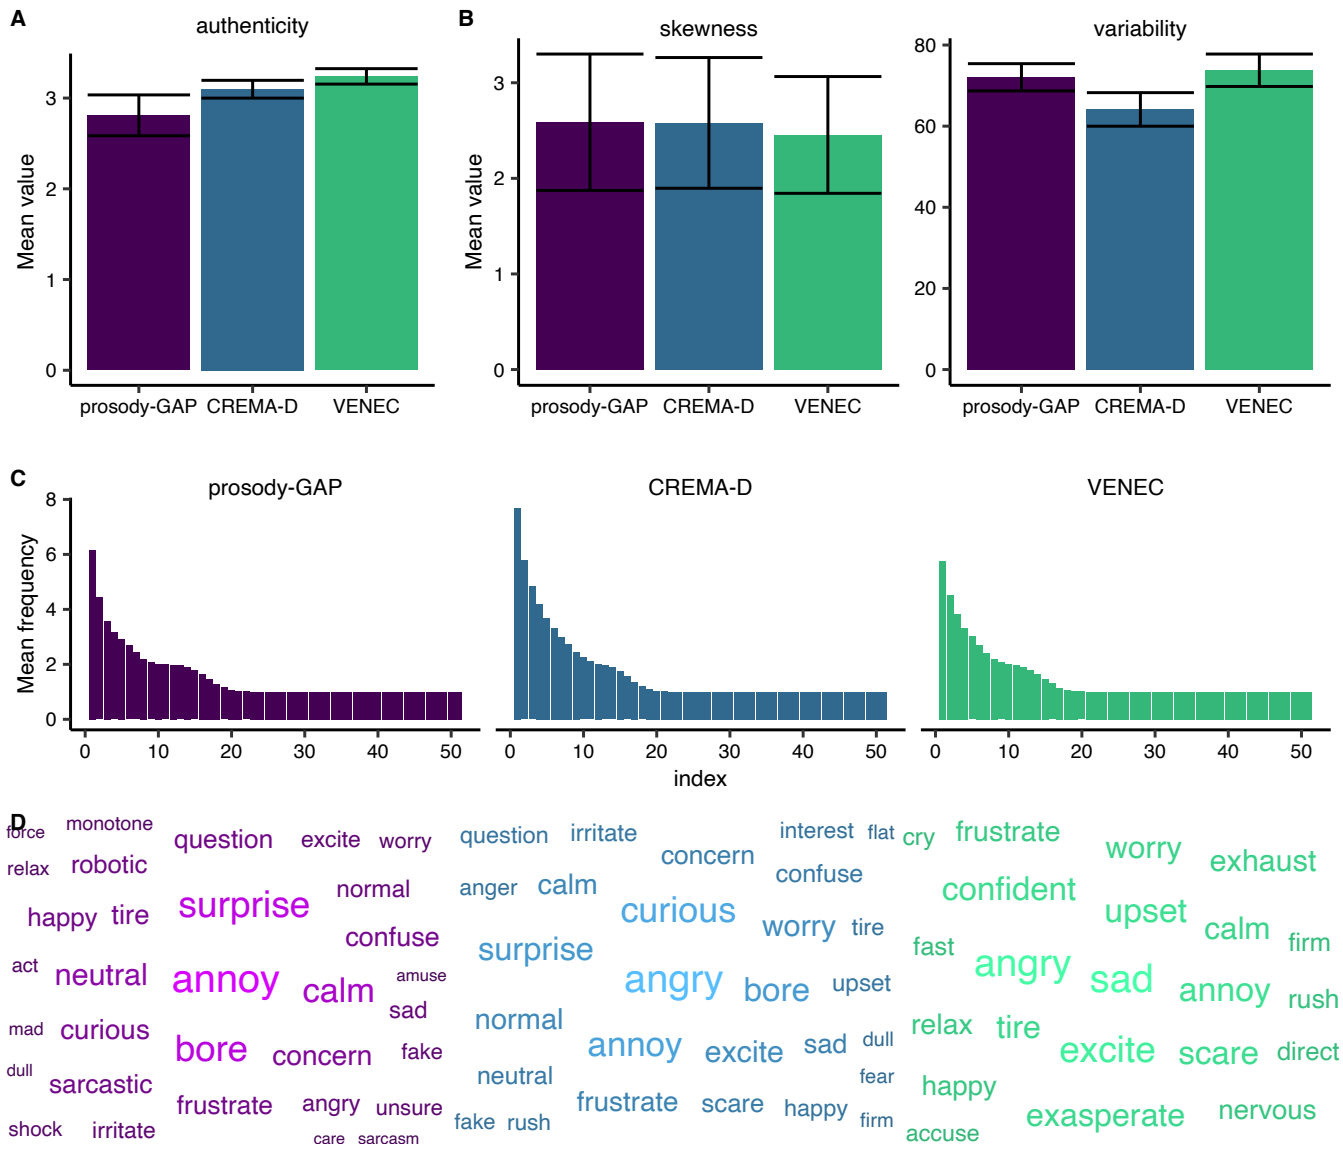 A
authenticity
Mean value
3
2
1
0
prosody-GAP CREMA-D VENEC
B
skewness
Mean value
3
2
1
0
prosody-GAP CREMA-D VENEC
variability
80
60
40
20
0
prosody-GAP CREMA-D VENEC
C
prosody-GAP
CREMA-D
VENEC
Mean frequency
8
6
4
2
0
0 10 20 30 40 50
0 10 20 30 40 50
0 10 20 30 40 50
index
D
force monotone question excite worry
relax robotic
surprise normal
happy tire
confuse
act neutral annoy calm amuse
sad
mad curious
bore concern fake
dull
sarcastic
frustrate angry unsure
shock irritate
care sarcasm
question irritate interest flat
concern
anger calm confuse
curious worry tire
surprise
angry bore upset
normal
annoy excite sad dull
neutral fear
frustrate scare happy firm
fake rush
cry frustrate worry exhaust
confident
upset calm firm
fast
angry sad annoy rush
relax tire
excite scare direct
happy
exasperate nervous
accuse